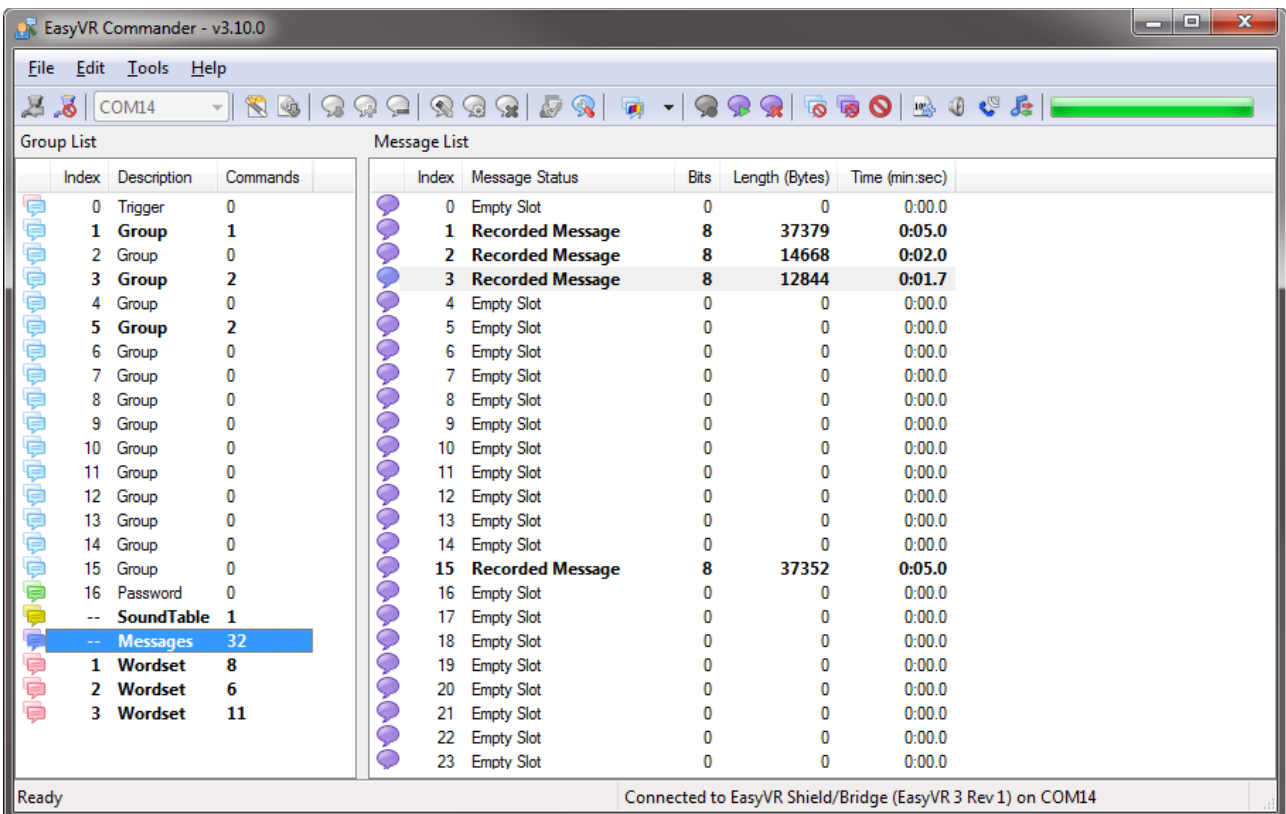 EasyVR Commander - v3.10.0
File Edit Tools Help
COM14
Group List
Index Description Commands
0 Trigger 0
1 Group 1
2 Group 0
3 Group 2
4 Group 0
5 Group 2
6 Group 0
7 Group 0
8 Group 0
9 Group 0
10 Group 0
11 Group 0
12 Group 0
13 Group 0
14 Group 0
15 Group 0
16 Password 0
-- SoundTable 1
-- Messages 32
1 Wordset 8
2 Wordset 6
3 Wordset 11
Message List
Index Message Status Bits Length (Bytes) Time (min:sec)
0 Empty Slot 0 0 0:00.0
1 Recorded Message 8 37379 0:05.0
2 Recorded Message 8 14668 0:02.0
3 Recorded Message 8 12844 0:01.7
4 Empty Slot 0 0 0:00.0
5 Empty Slot 0 0 0:00.0
6 Empty Slot 0 0 0:00.0
7 Empty Slot 0 0 0:00.0
8 Empty Slot 0 0 0:00.0
9 Empty Slot 0 0 0:00.0
10 Empty Slot 0 0 0:00.0
11 Empty Slot 0 0 0:00.0
12 Empty Slot 0 0 0:00.0
13 Empty Slot 0 0 0:00.0
14 Empty Slot 0 0 0:00.0
15 Recorded Message 8 37352 0:05.0
16 Empty Slot 0 0 0:00.0
17 Empty Slot 0 0 0:00.0
18 Empty Slot 0 0 0:00.0
19 Empty Slot 0 0 0:00.0
20 Empty Slot 0 0 0:00.0
21 Empty Slot 0 0 0:00.0
22 Empty Slot 0 0 0:00.0
23 Empty Slot 0 0 0:00.0
Ready
Connected to EasyVR Shield/Bridge (EasyVR 3 Rev 1) on COM14